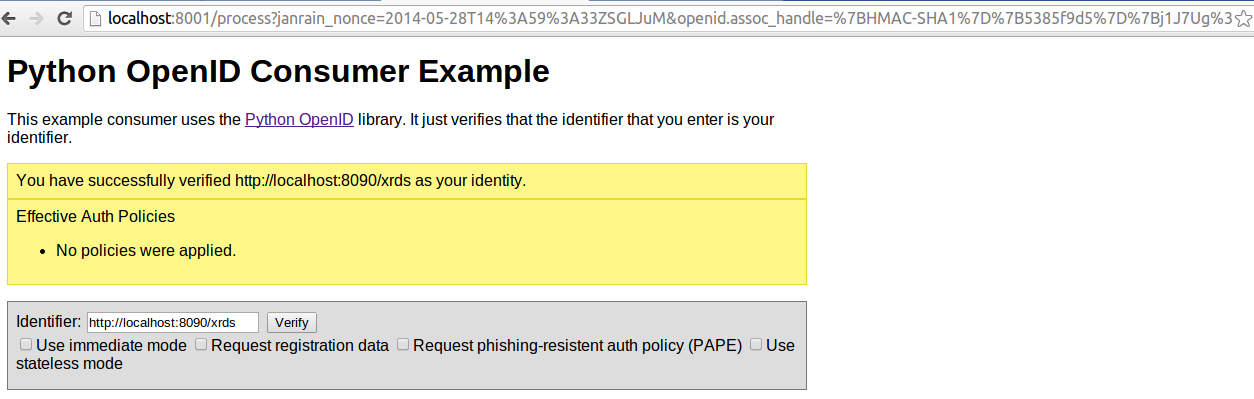 localhost:8001/process?janrain_nonce=2014-05-28T14%3A59%3A33ZSGLJuM&openid.assoc_handle=%7BHMAC-SHA1%7D%7B5385f9d5%7D%7Bj1J7Ug%3
Python OpenID Consumer Example
This example consumer uses the Python OpenID library. It just verifies that the identifier that you enter is your
identifier.
You have successfully verified http://localhost:8090/xrds as your identity.
Effective Auth Policies
• No policies were applied.
Identifier: http://localhost:8090/xrds Verify
Use immediate mode Request registration data Request phishing-resistent auth policy (PAPE) Use
stateless mode